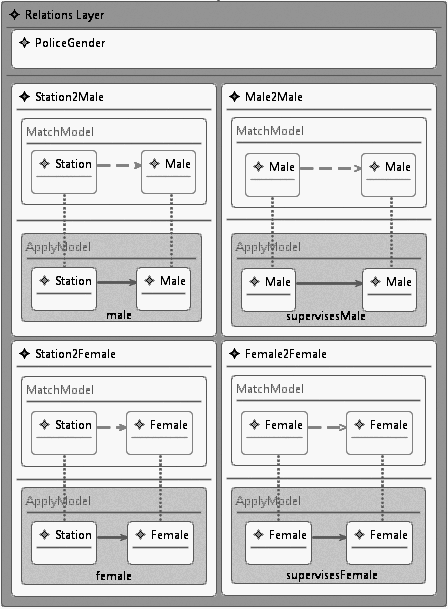 Relations Layer
PoliceGender
Station2Male
MatchModel
Station
Male
ApplyModel
Station
Male
male
Male2Male
MatchModel
Male
Male
ApplyModel
Male
Male
supervisesMale
Station2Female
MatchModel
Station
Female
ApplyModel
Station
Female
female
Female2Female
MatchModel
Female
Female
ApplyModel
Female
Female
supervisesFemale